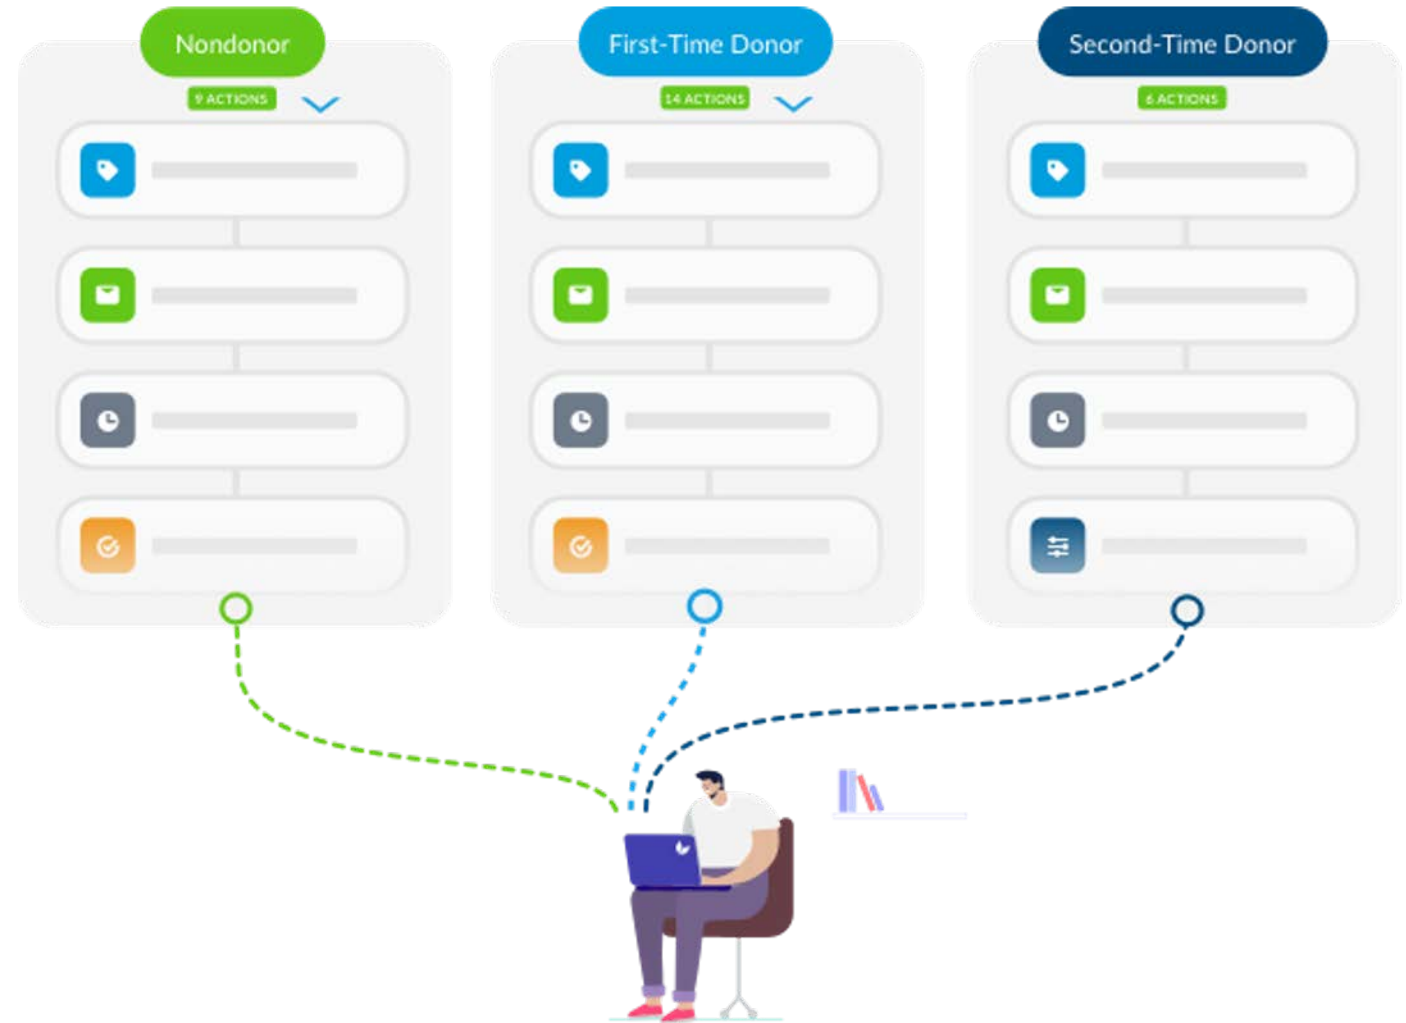 Nondonor
First-Time Donor
Second-Time Donor
9 ACTIONS
14 ACTIONS
6 ACTIONS